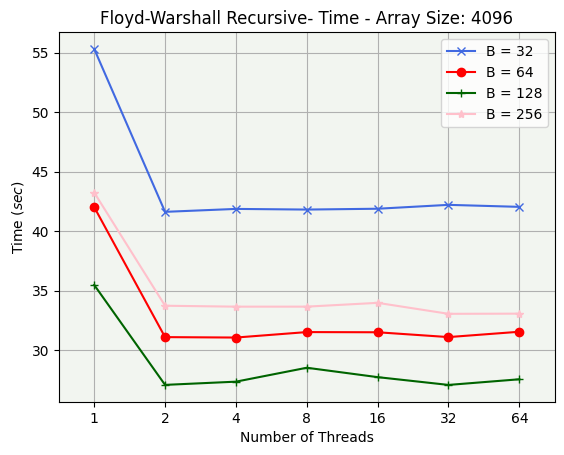 Floyd-Warshall Recursive- Time - Array Size: 4096
B = 32
B = 64
B = 128
B = 256
Time (sec)
55
50
45
40
35
30
1 2 4 8 16 32 64
Number of Threads